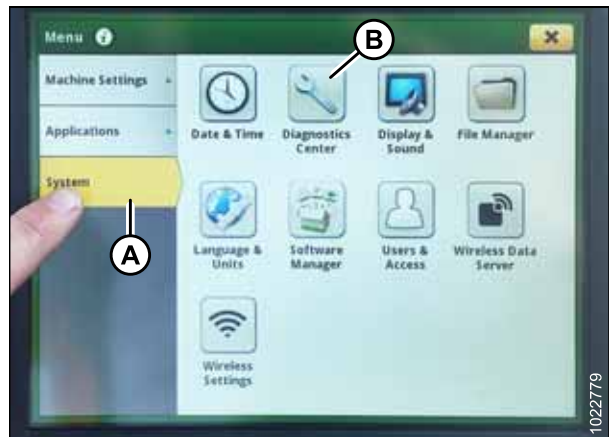 Menu
B
Machine Settings
Applications
System
A
Date & Time
Diagnostics
Center
Display &
Sound
File Manager
Language &
Units
Software
Manager
Users &
Access
Wireless Data
Server
Wireless
Settings
1022779